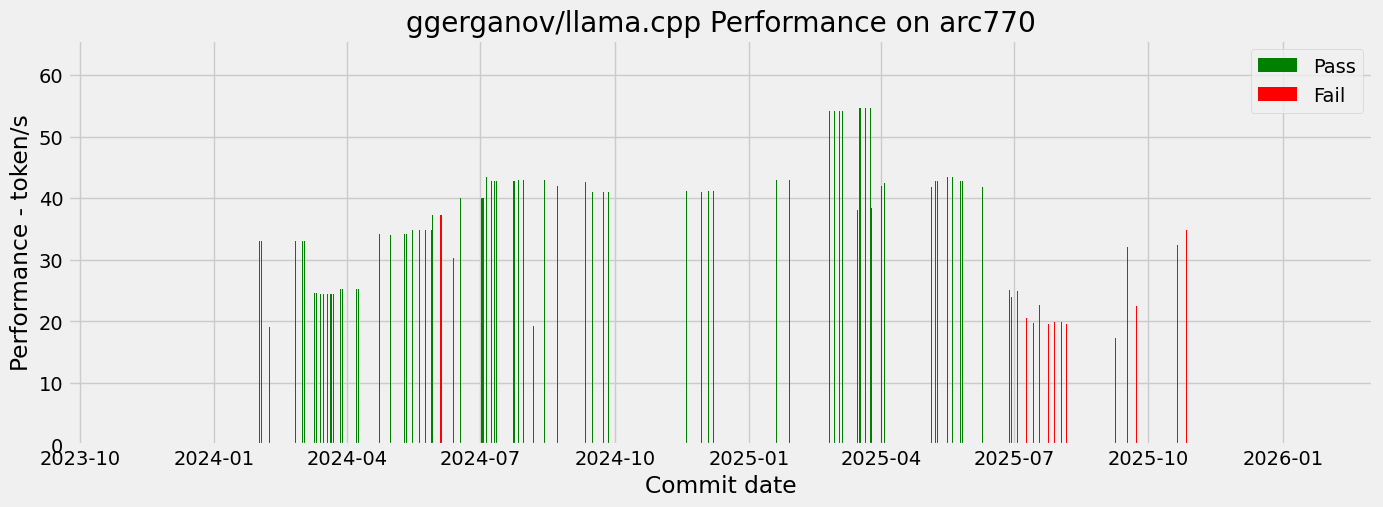 ggerganov/llama.cpp Performance on arc770
Pass
Fail
Performance - token/s
60
50
40
30
20
10
0
2023-10 2024-01 2024-04 2024-07 2024-10 2025-01 2025-04 2025-07 2025-10 2026-01
Commit date